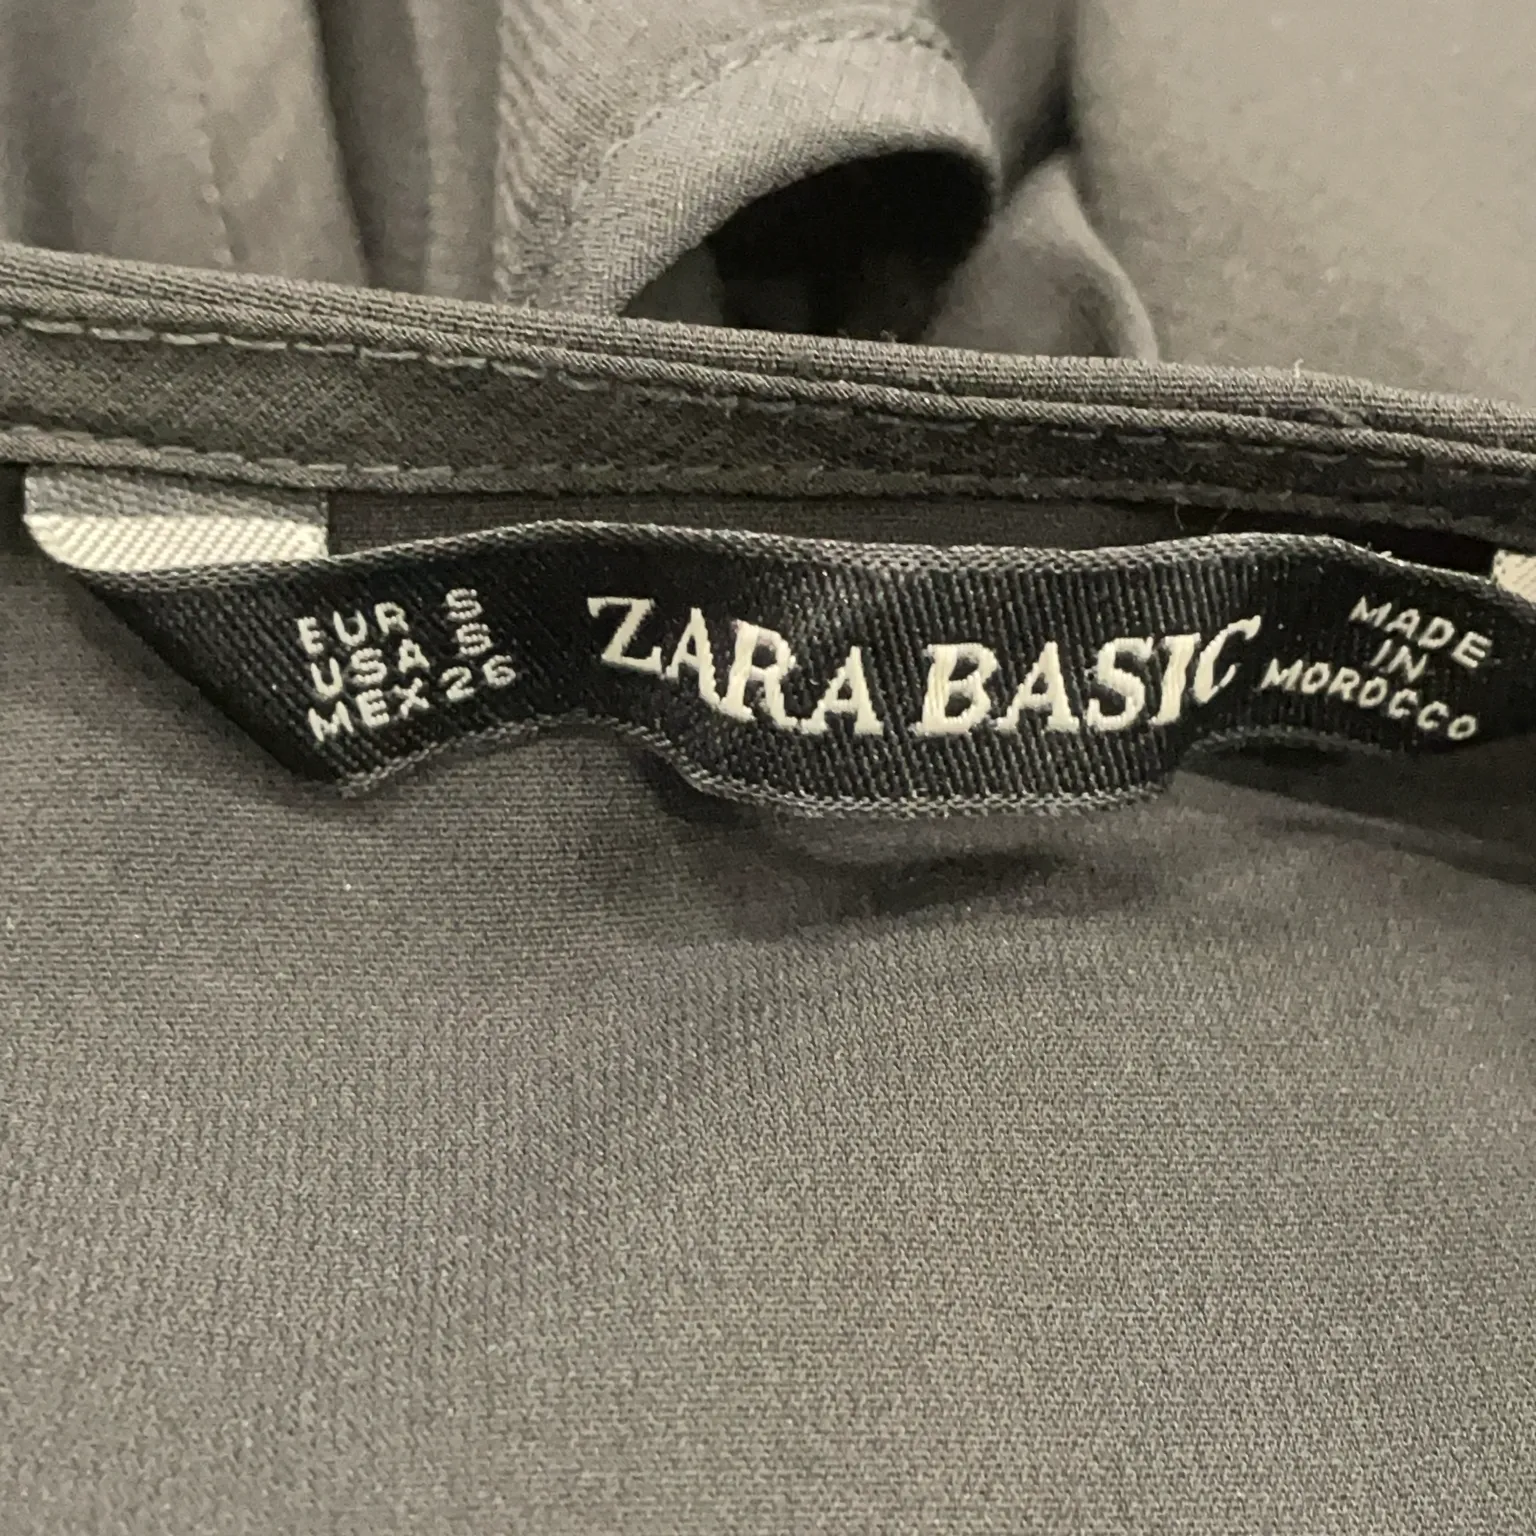 EUR S
USA S
MEX 26
ZARA BASIC
MADE
IN
MOROCCO